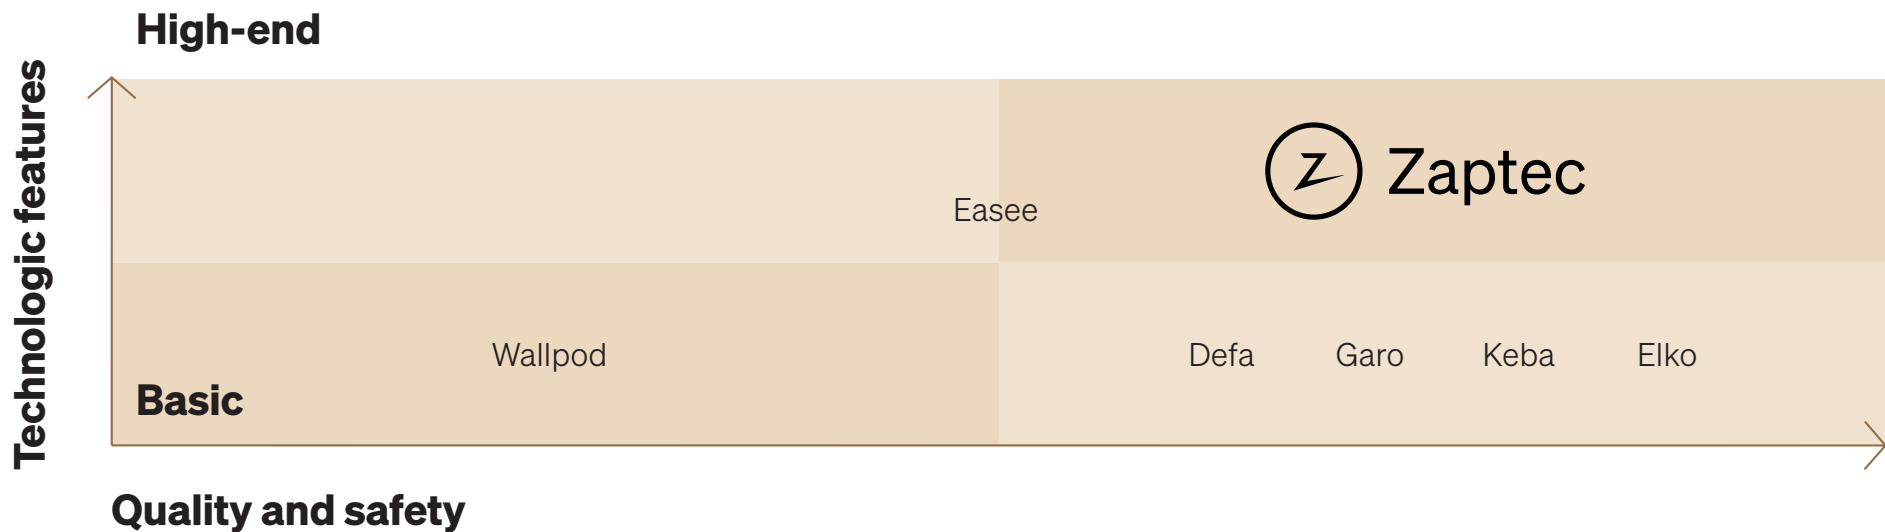 High-end
Technologic features
Zaptec
Easee
Wallpod
Defa Garo Keba Elko
Basic
Quality and safety